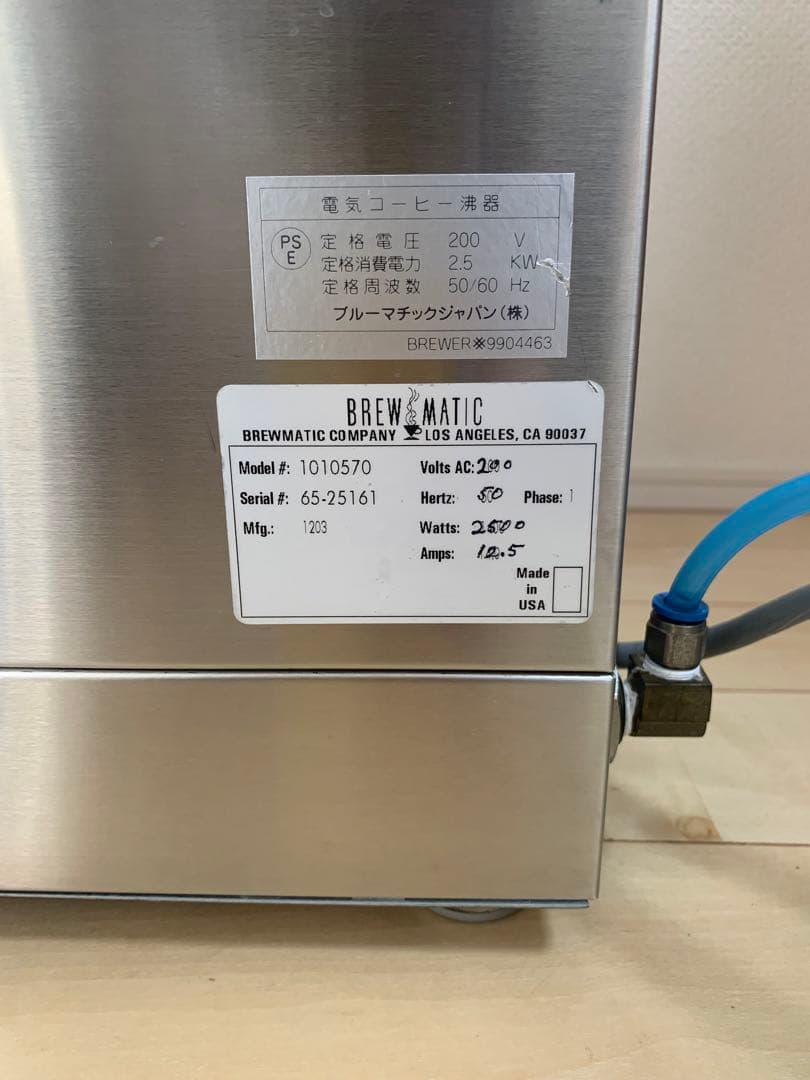 電気コーヒー沸器
PS
E
定格電圧 200 V
定格消費電力 2.5 KW
定格周波数 50/60 Hz
ブルーマチックジャパン(株)
BREWER※9904463
BREW MATIC
BREWMATIC COMPANY LOS ANGELES, CA 90037
Model #: 1010570 Volts AC: 200
Serial #: 65-25161 Hertz: 50 Phase: 1
Mfg.: 1203 Watts: 2500
Amps: 12.5
Made
in
USA